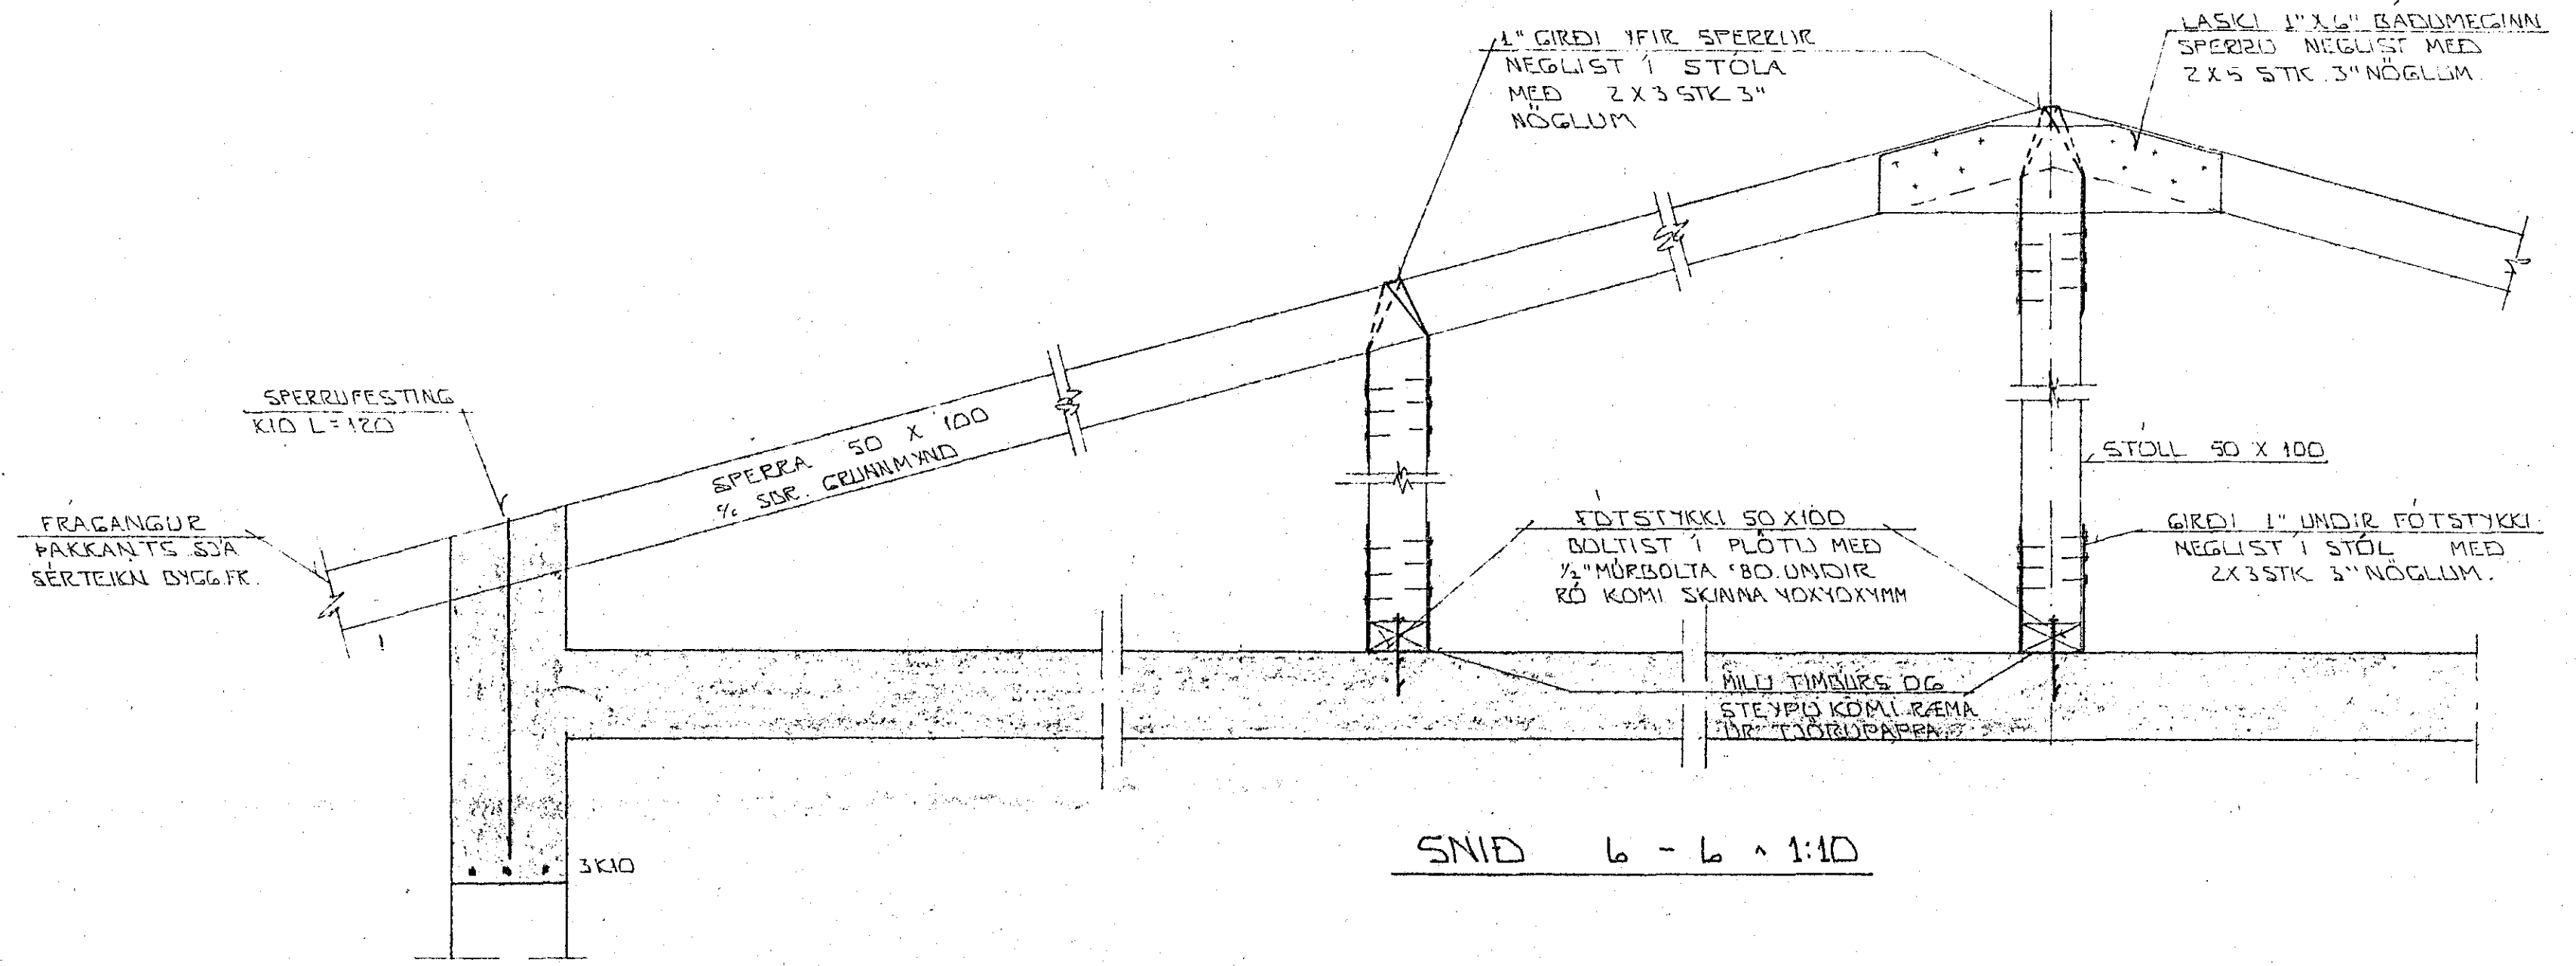 1" GIRÐI YFIR SPERRUR
NEGLIST Í STÓLA
MEÐ 2 X 3 STK 3"
NÖGLUM
LASKI 1" X 6" BÁÐUMEGINN
SPERRU NEGLIST MEÐ
2 X 5 STK. 3" NÖGLUM.
SPERRUFESTING
K10 L=120
SPERRA 50 X 100
c/c SBR. GRUNNMYND
FRÁGANGUR
ÞAKKANTS SJÁ
SÉRTEIKN BYGG.FR.
STÓLL 50 X 100
FÓTSTYKKI 50 X100
BOLTIST Í PLÖTU MEÐ
1/2" MÚRBOLTA 80. UNDIR
RÓ KOMI SKINNA 40X40X4MM
GIRÐI 1" UNDIR FÓTSTYKKI
NEGLIST Í STÓL MEÐ
2X3 STK 3" NÖGLUM.
MILLI TIMBURS OG
STEYPU KOMI RÆMA
ÚR TJÖRUPAPPA
3K10
SNIÐ 6 - 6 1:10